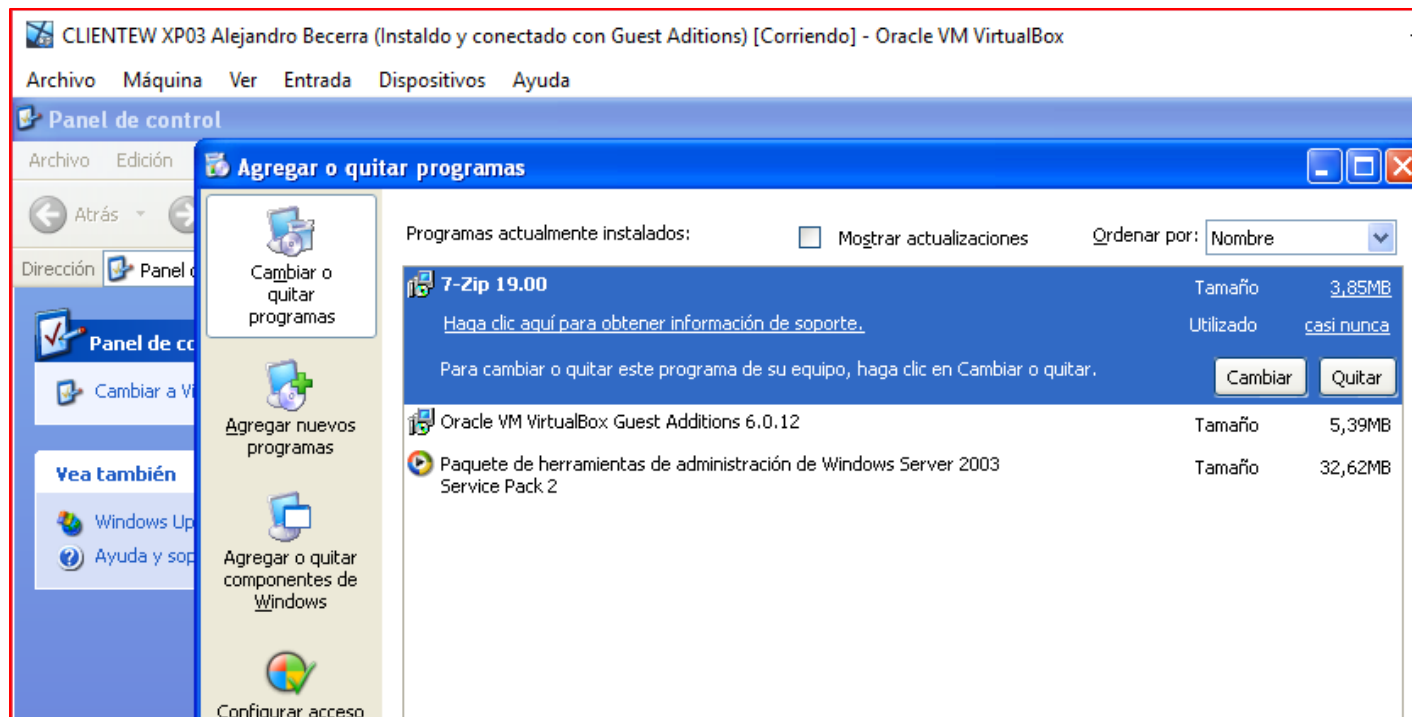 CLIENTEW XP03 Alejandro Becerra (Instaldo y conectado con Guest Aditions) [Corriendo] - Oracle VM VirtualBox
Archivo Máquina Ver Entrada Dispositivos Ayuda
Panel de control
Archivo Edición
Agregar o quitar programas
Atrás
Dirección Panel
Cambiar o
quitar
programas
Programas actualmente instalados:
Mostrar actualizaciones
Ordenar por: Nombre
7-Zip 19.00
Tamaño 3,85MB
Haga clic aquí para obtener información de soporte.
Utilizado casi nunca
Para cambiar o quitar este programa de su equipo, haga clic en Cambiar o quitar.
Cambiar Quitar
Oracle VM VirtualBox Guest Additions 6.0.12
Tamaño 5,39MB
Paquete de herramientas de administración de Windows Server 2003
Service Pack 2
Tamaño 32,62MB
Agregar nuevos
programas
Agregar o quitar
componentes de
Windows
Configurar acceso
Panel de co
Cambiar a Vi
Vea también
Windows Up
Ayuda y sop